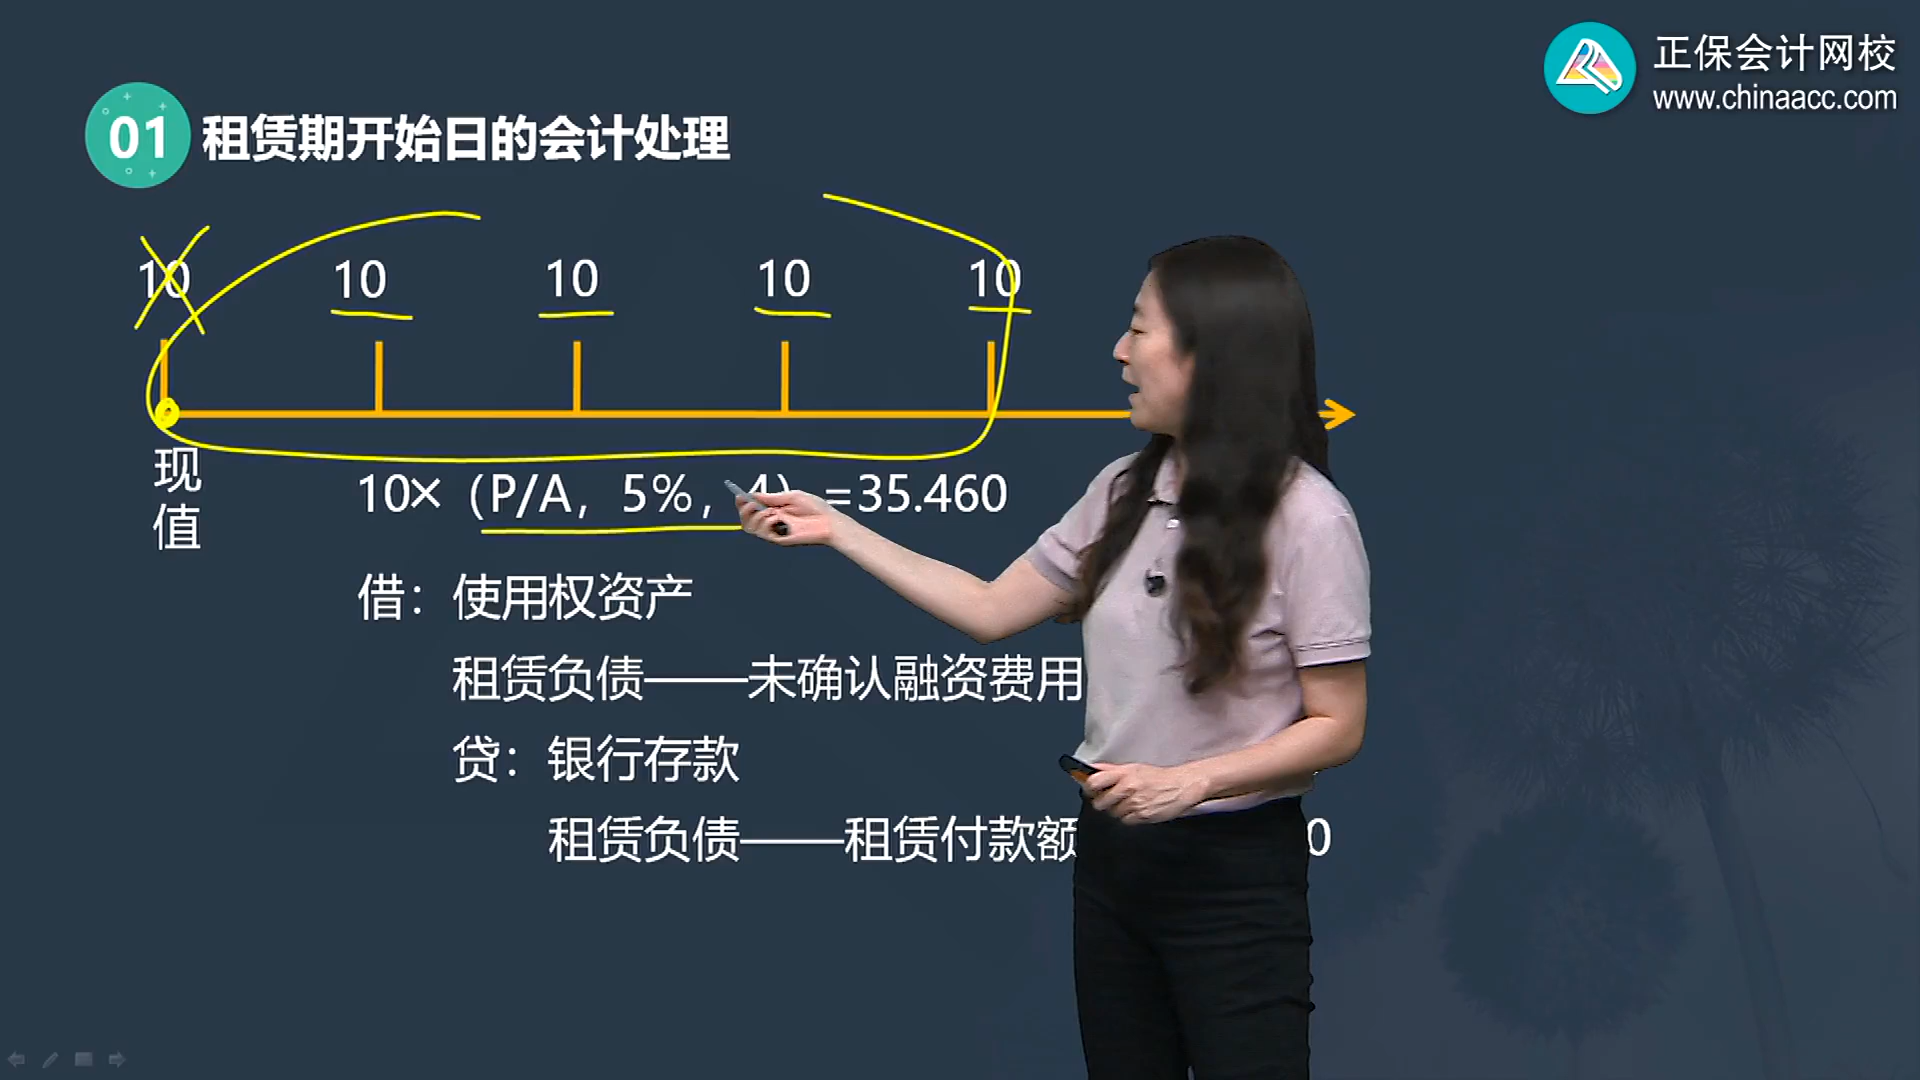 正保会计网校
www.chinaacc.com
01 租赁期开始日的会计处理
10 10 10 10 10
现值
10×（P/A，5%，4）=35.460
借：使用权资产
租赁负债——未确认融资费用
贷：银行存款
租赁负债——租赁付款额